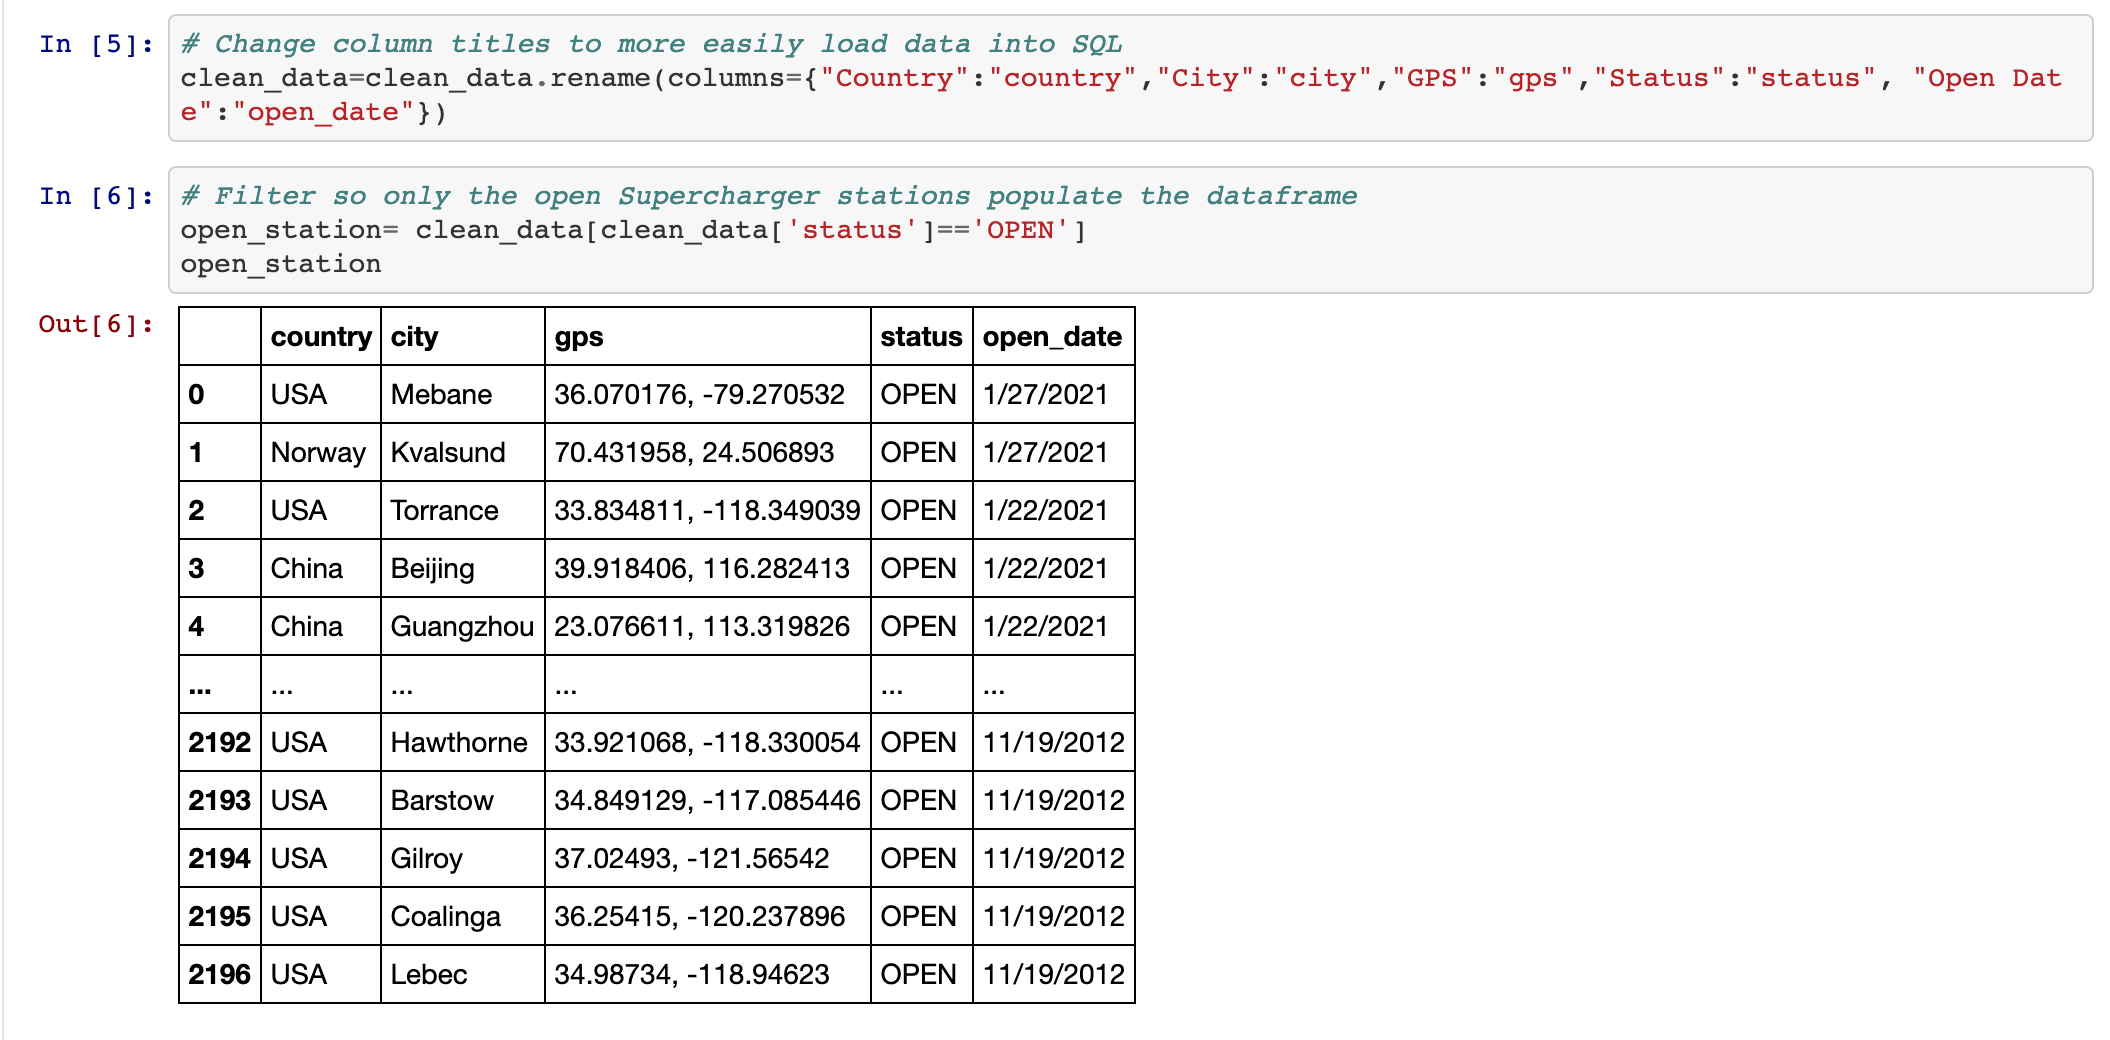 In [5]: # Change column titles to more easily load data into SQL
clean_data=clean_data.rename(columns={"Country":"country","City":"city","GPS":"gps","Status":"status", "Open Dat
e":"open_date"})
In [6]: # Filter so only the open Supercharger stations populate the dataframe
open_station= clean_data[clean_data['status']=='OPEN']
open_station
Out[6]:
country city gps status open_date
0 USA Mebane 36.070176, -79.270532 OPEN 1/27/2021
1 Norway Kvalsund 70.431958, 24.506893 OPEN 1/27/2021
2 USA Torrance 33.834811, -118.349039 OPEN 1/22/2021
3 China Beijing 39.918406, 116.282413 OPEN 1/22/2021
4 China Guangzhou 23.076611, 113.319826 OPEN 1/22/2021
... ... ... ... ... ...
2192 USA Hawthorne 33.921068, -118.330054 OPEN 11/19/2012
2193 USA Barstow 34.849129, -117.085446 OPEN 11/19/2012
2194 USA Gilroy 37.02493, -121.56542 OPEN 11/19/2012
2195 USA Coalinga 36.25415, -120.237896 OPEN 11/19/2012
2196 USA Lebec 34.98734, -118.94623 OPEN 11/19/2012